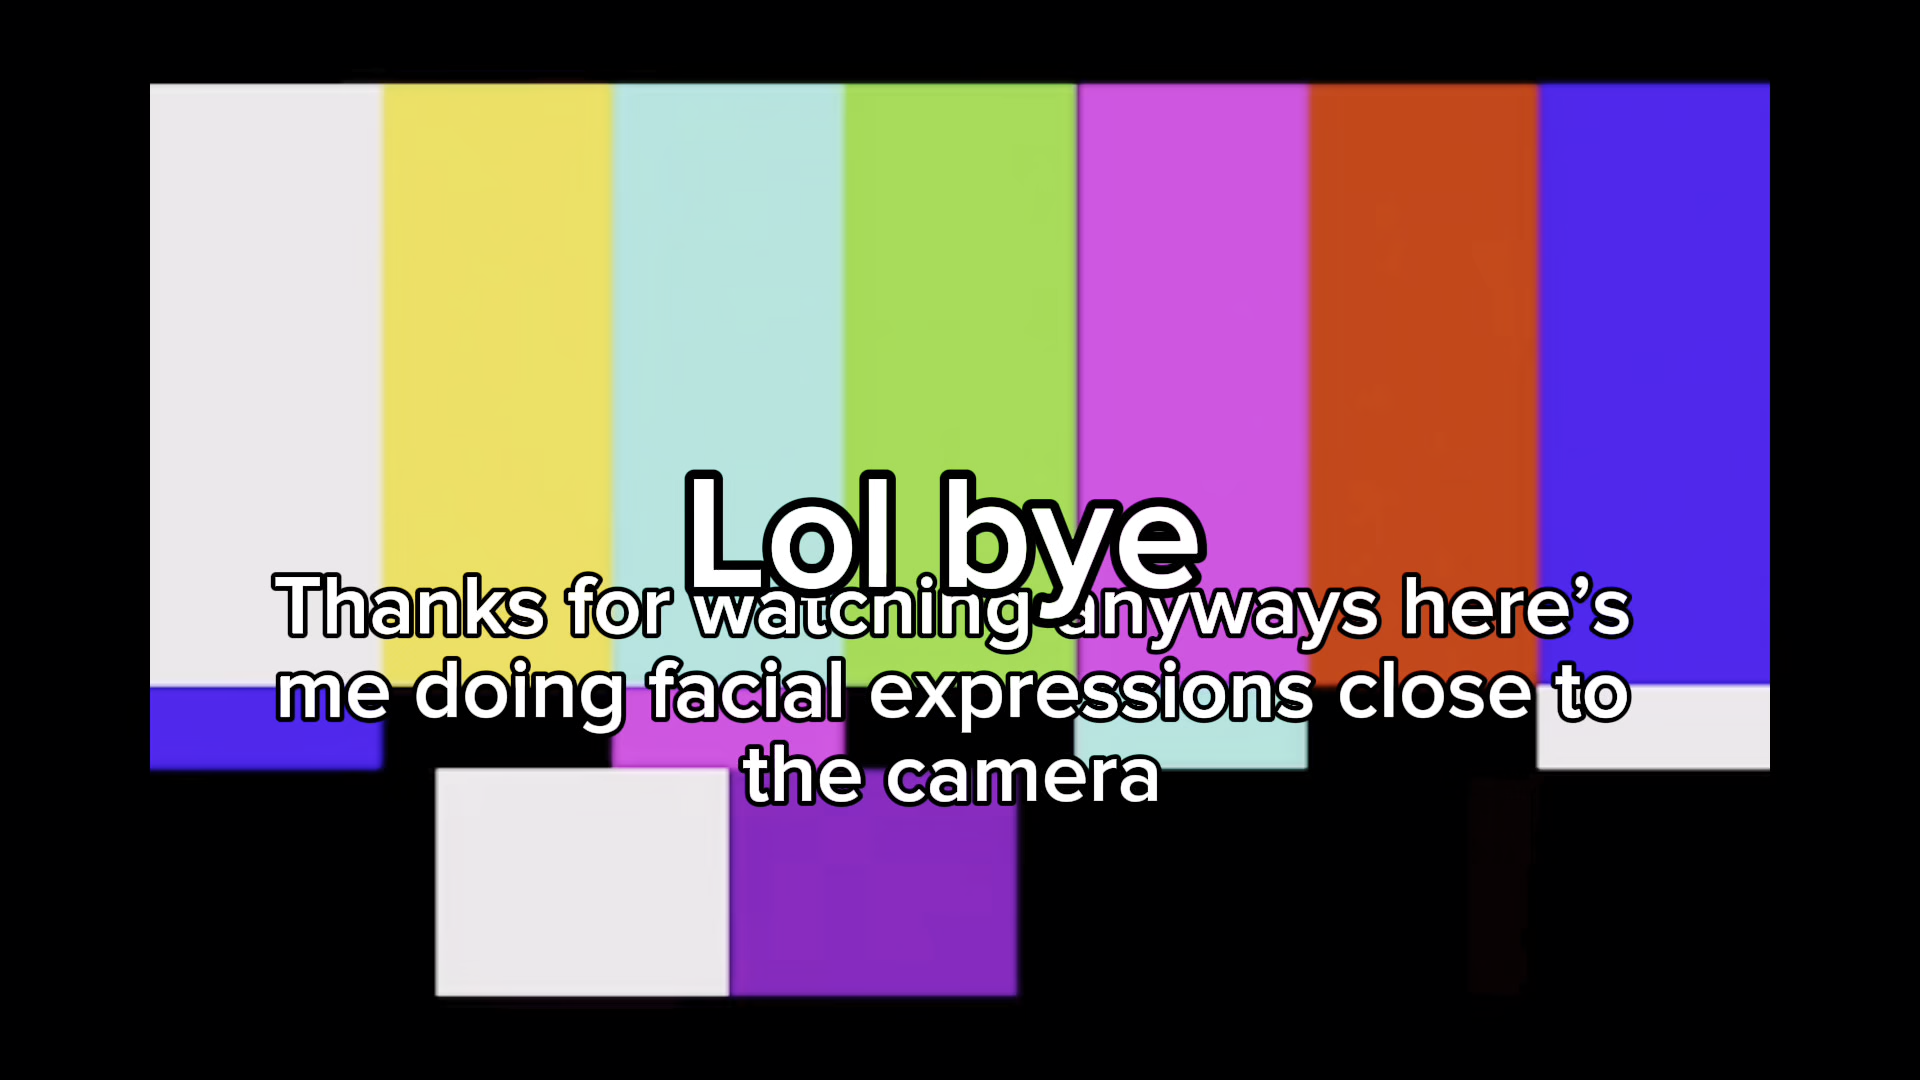 Lol bye
Thanks for watching anyways here’s
me doing facial expressions close to
the camera